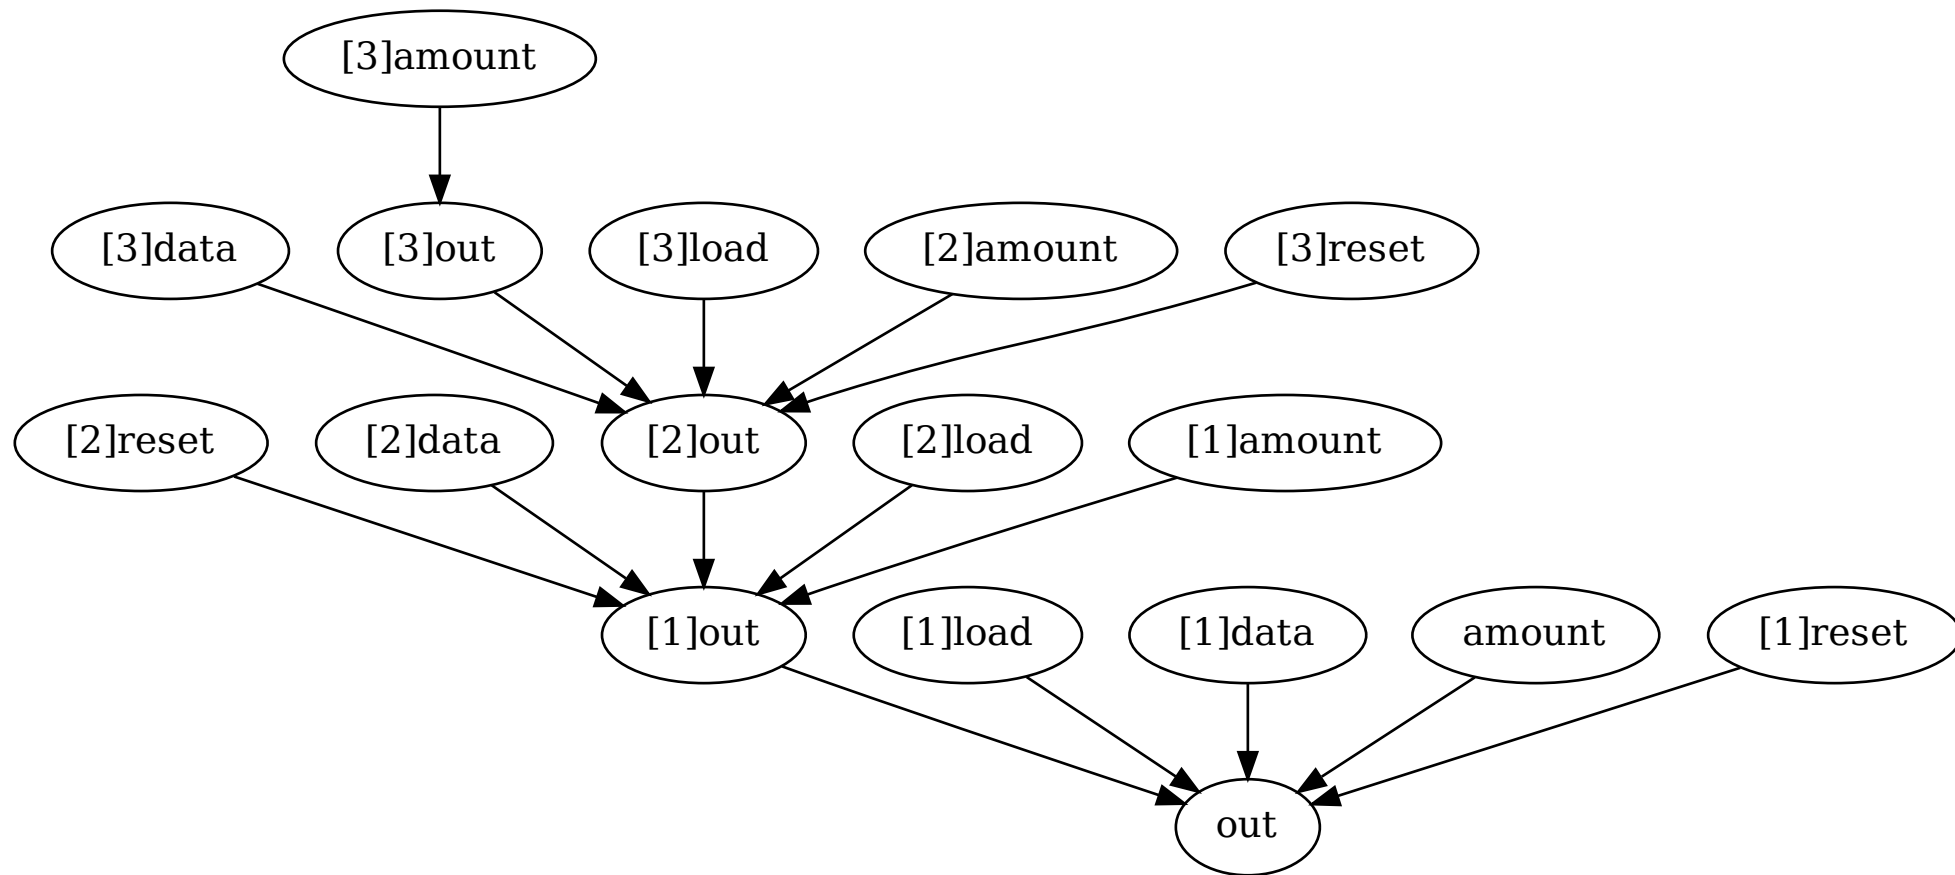 [3]amount
[3]data [3]out [3]load [2]amount [3]reset
[2]reset [2]data [2]out [2]load [1]amount
[1]out [1]load [1]data amount [1]reset
out